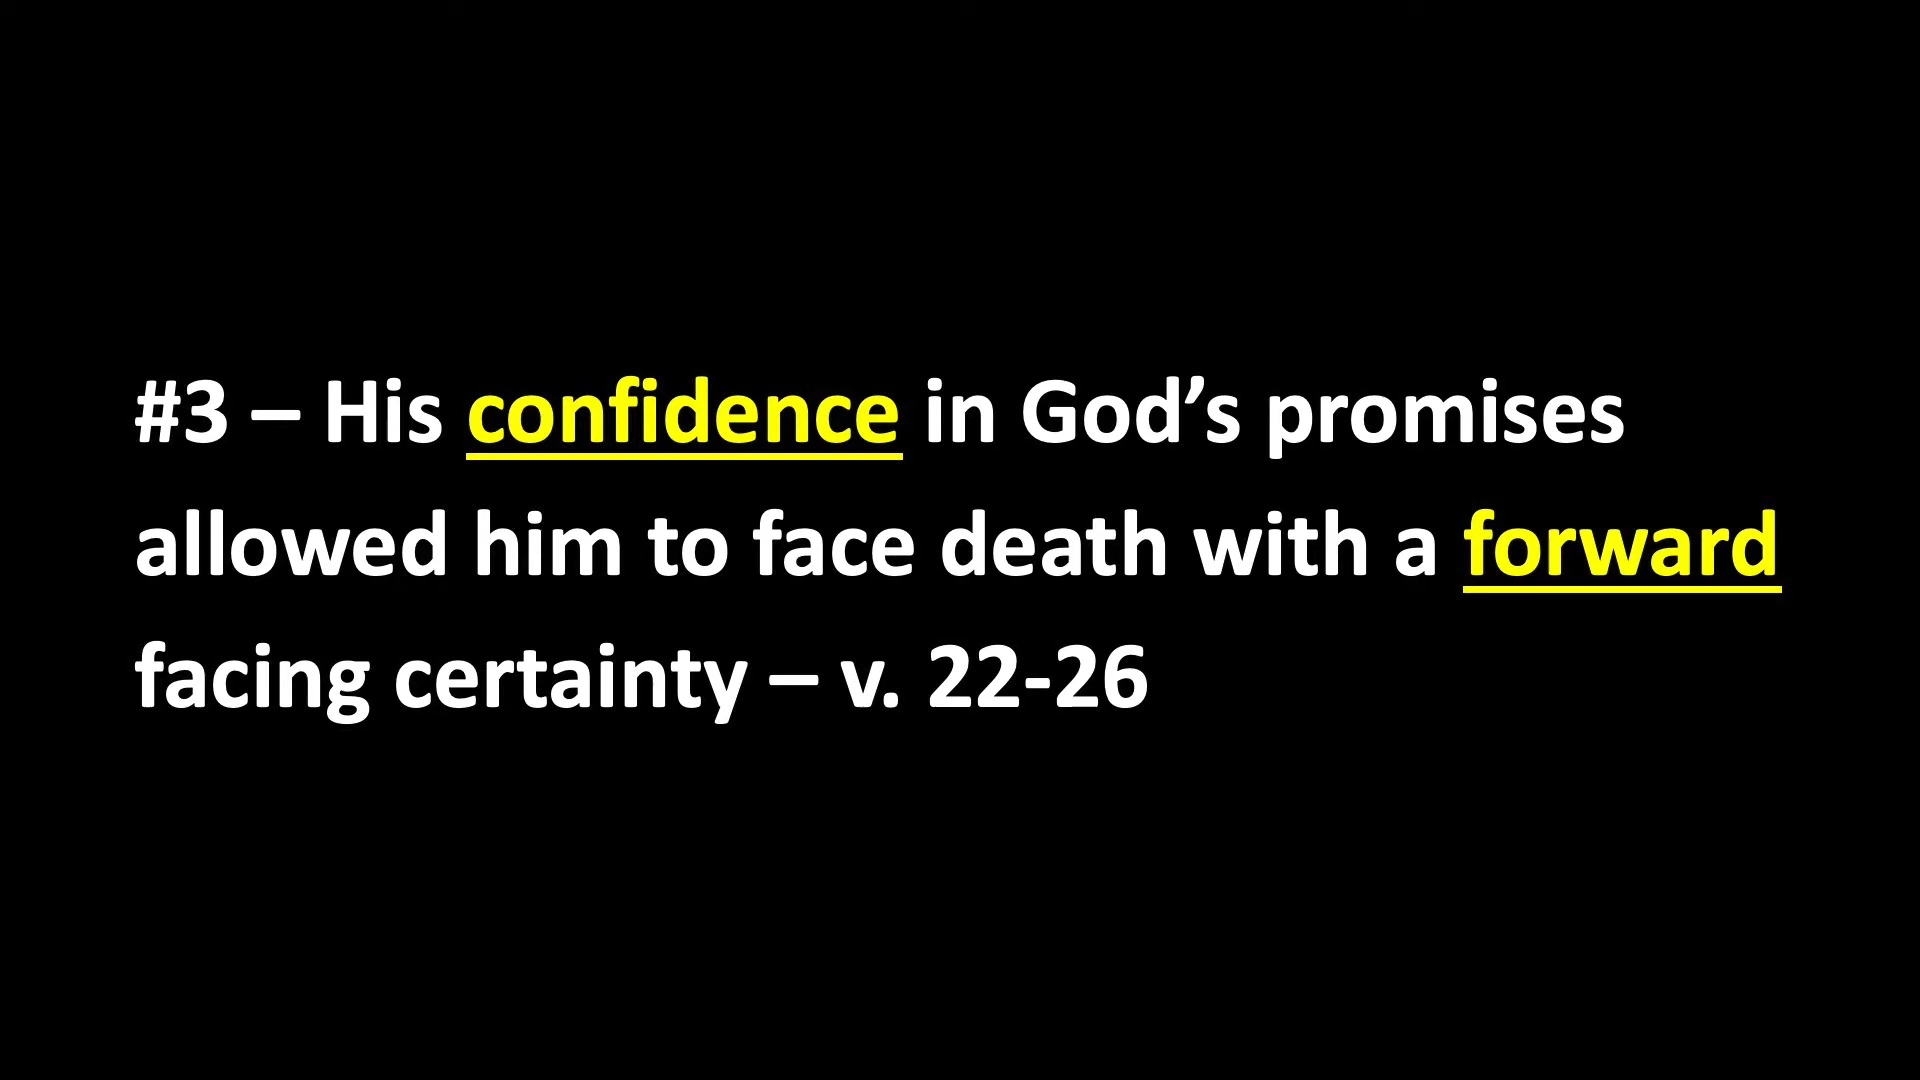 #3 – His confidence in God’s promises
allowed him to face death with a forward
facing certainty – v. 22-26